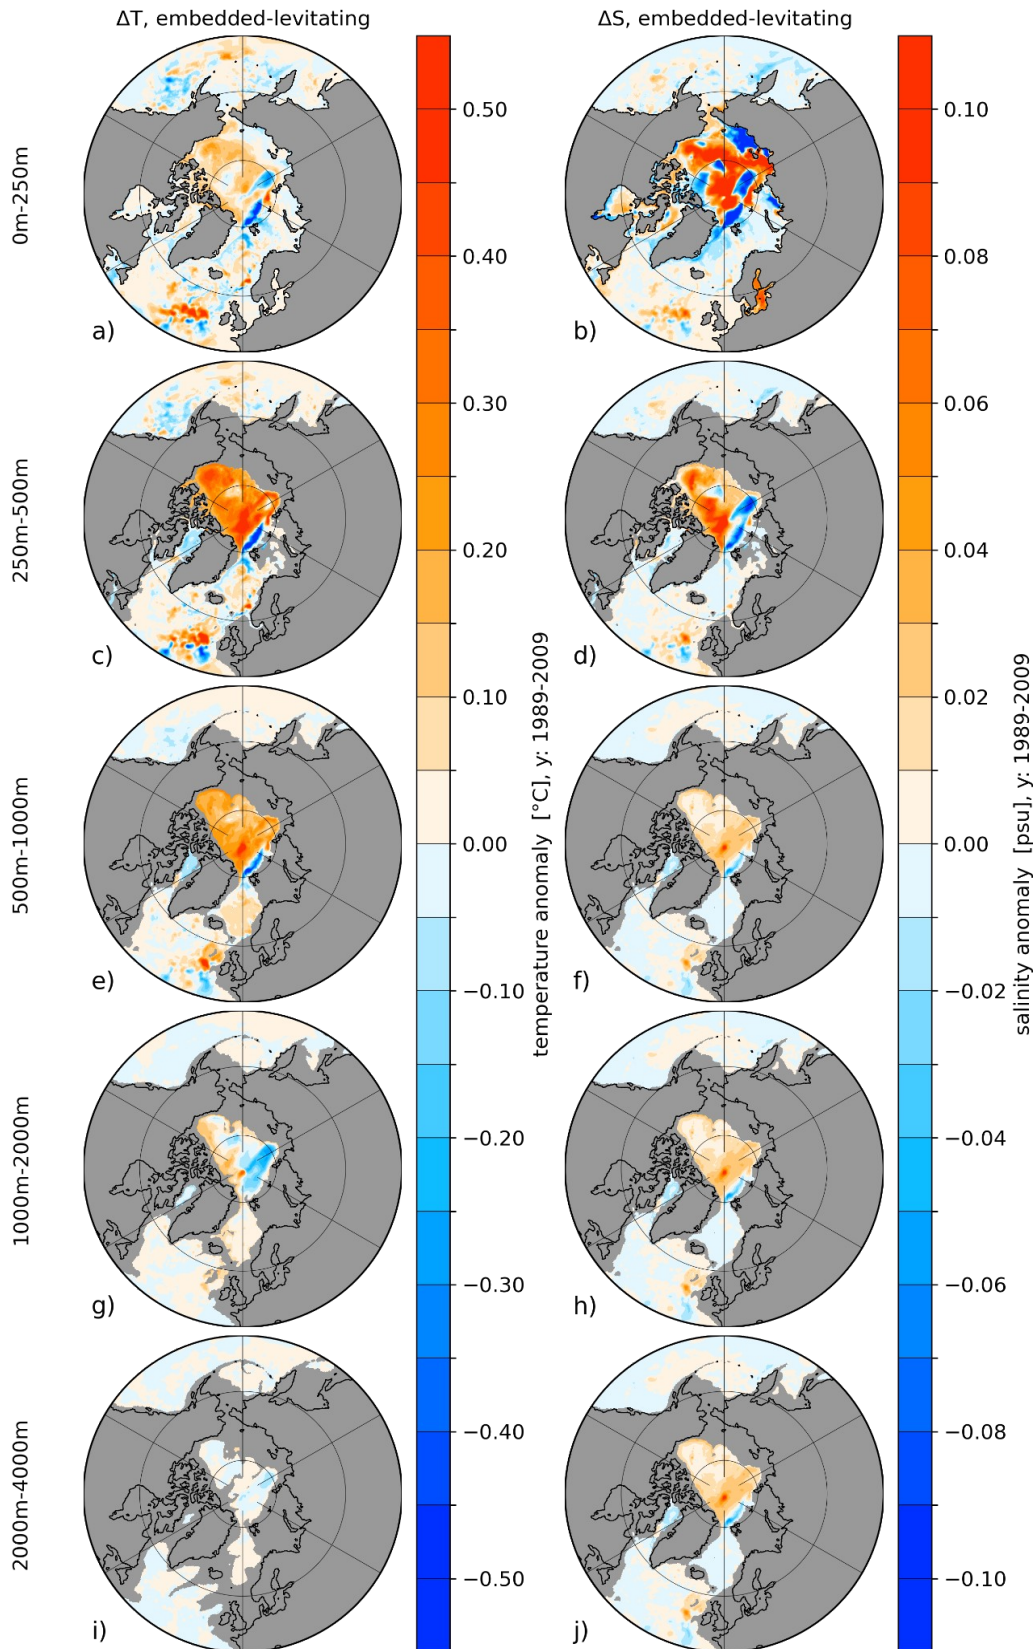 ΔT, embedded-levitating
ΔS, embedded-levitating
0m-250m
a)
b)
250m-500m
c)
d)
500m-1000m
e)
f)
1000m-2000m
g)
h)
2000m-4000m
i)
j)
0.50
0.40
0.30
0.20
0.10
0.00
−0.10
−0.20
−0.30
−0.40
−0.50
temperature anomaly [°C], y: 1989-2009
0.10
0.08
0.06
0.04
0.02
0.00
−0.02
−0.04
−0.06
−0.08
−0.10
salinity anomaly [psu], y: 1989-2009